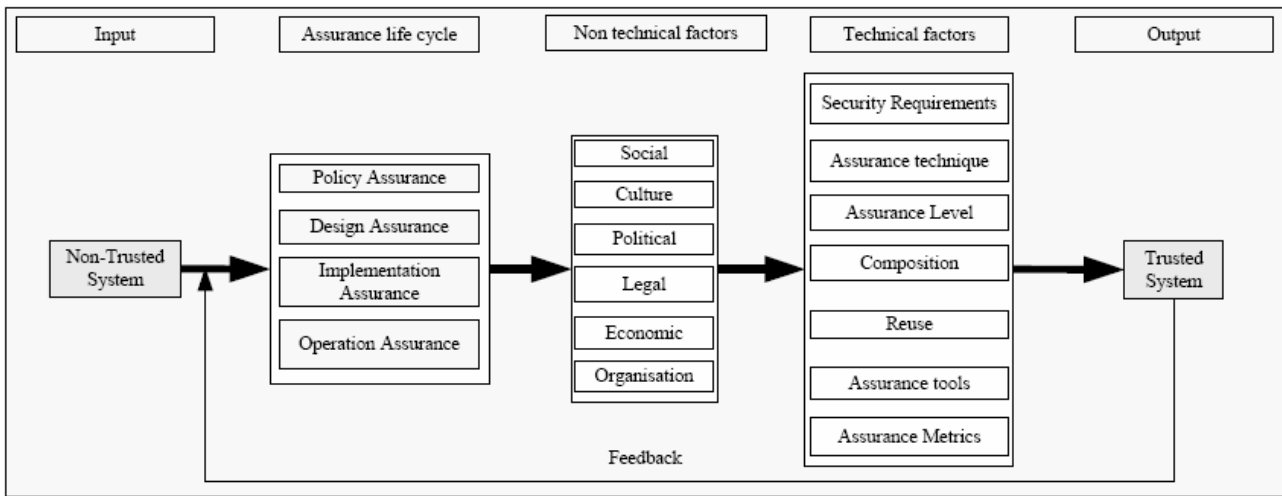 Input
Assurance life cycle
Non technical factors
Technical factors
Output
Non-Trusted
System
Policy Assurance
Design Assurance
Implementation
Assurance
Operation Assurance
Social
Culture
Political
Legal
Economic
Organisation
Security Requirements
Assurance technique
Assurance Level
Composition
Reuse
Assurance tools
Assurance Metrics
Trusted
System
Feedback